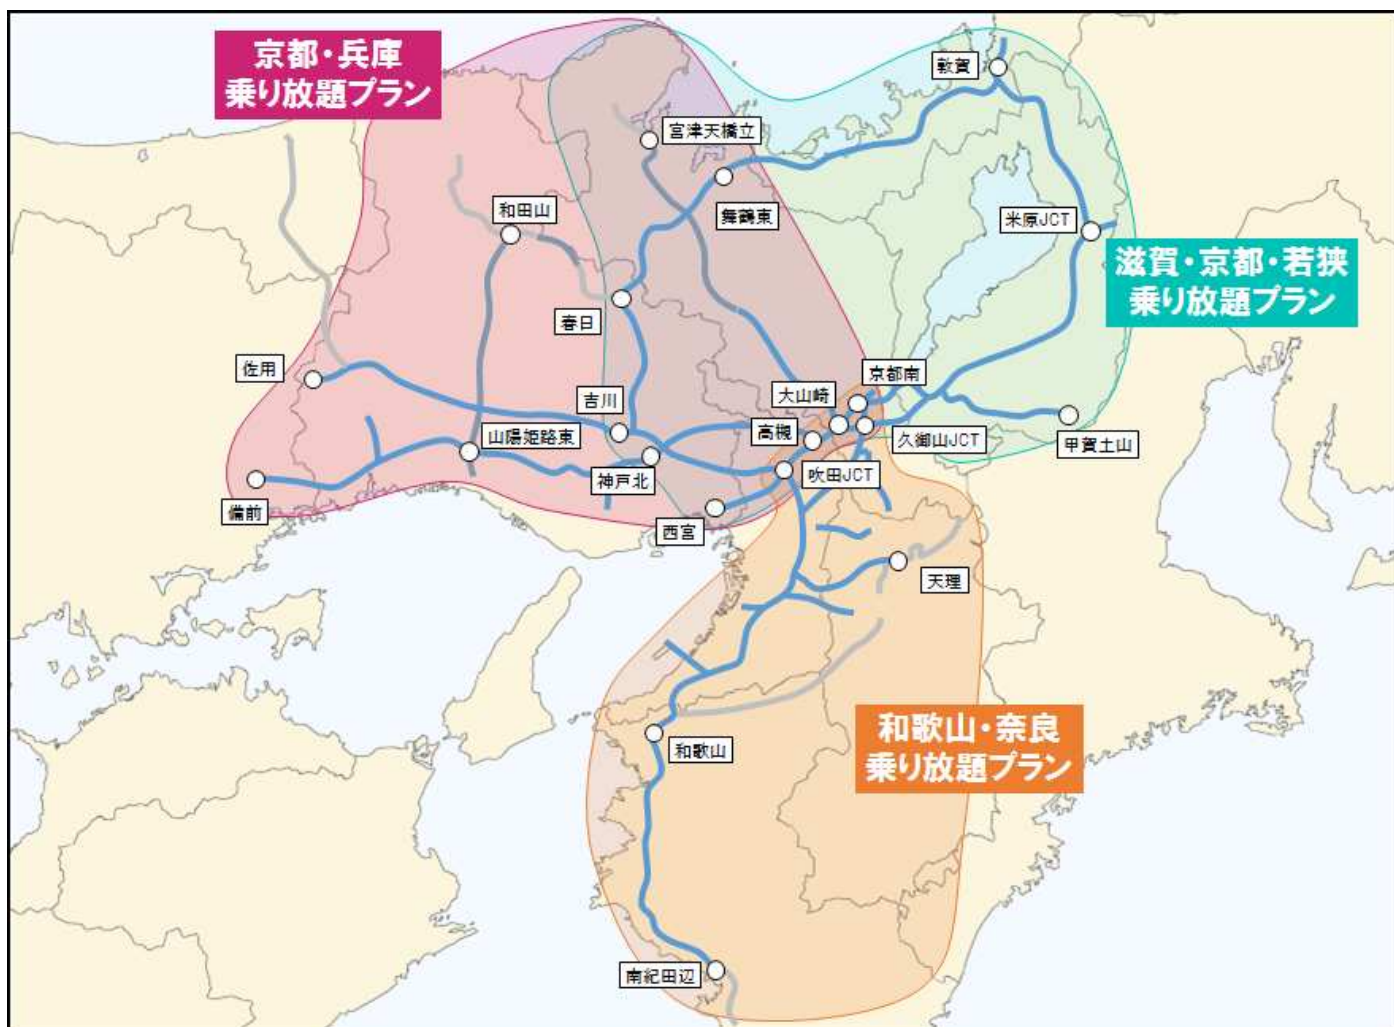 京都・兵庫
乗り放題プラン
敦賀
宮津天橋立
舞鶴東
和田山
米原JCT
滋賀・京都・若狭
乗り放題プラン
春日
佐用
京都南
大山崎
吉川
高槻
山陽姫路東
久御山JCT
甲賀土山
神戸北
吹田JCT
備前
西宮
天理
和歌山・奈良
乗り放題プラン
和歌山
南紀田辺